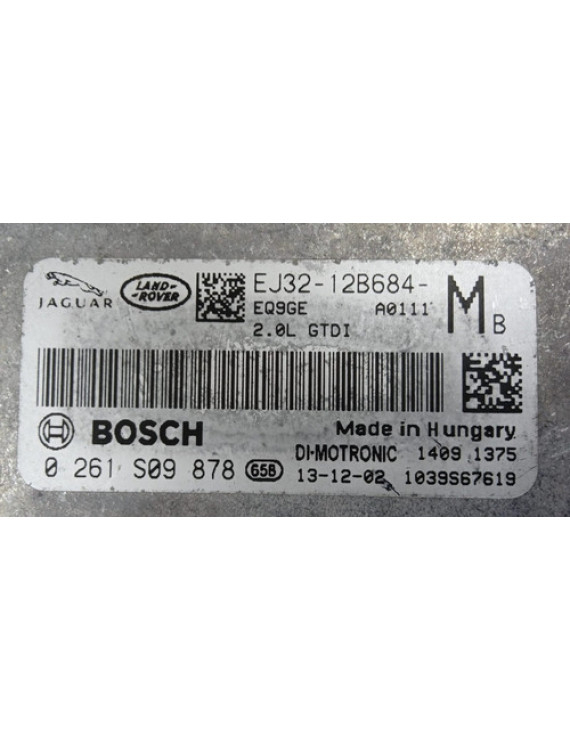 JAGUAR
LAND-
-ROVER
EJ32-12B684-
MB
EQ9GE A0111
2.0L GTDI
BOSCH
Made in Hungary
DI-MOTRONIC 1409 1375
0 261 S09 878 65B
13-12-02 1039S67619